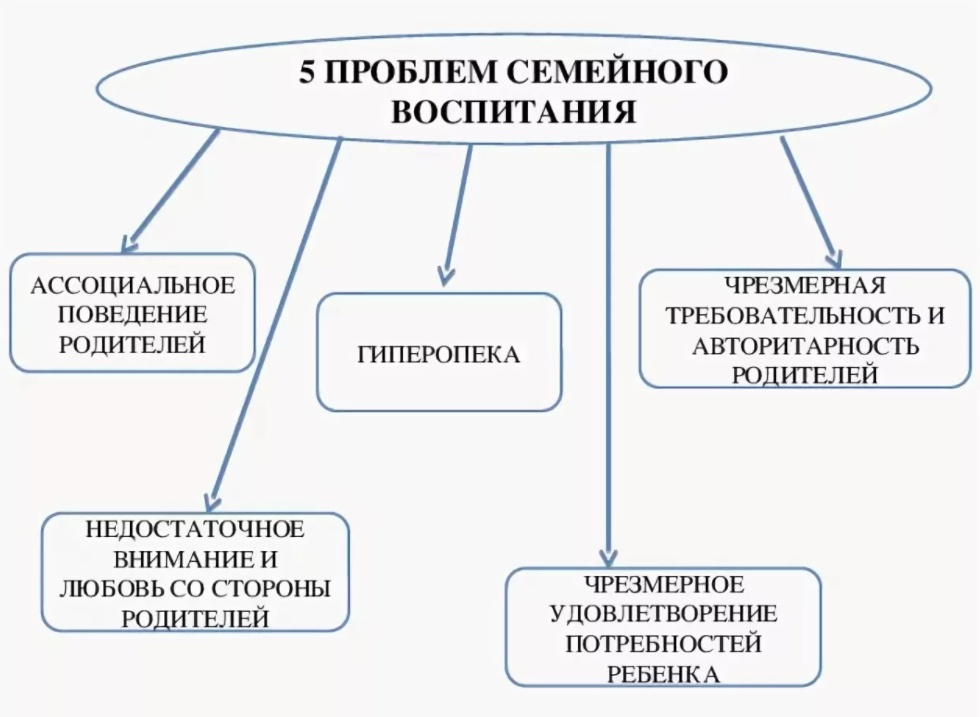 5 ПРОБЛЕМ СЕМЕЙНОГО
ВОСПИТАНИЯ
АССОЦИАЛЬНОЕ
ПОВЕДЕНИЕ
РОДИТЕЛЕЙ
НЕДОСТАТОЧНОЕ
ВНИМАНИЕ И
ЛЮБОВЬ СО СТОРОНЫ
РОДИТЕЛЕЙ
ГИПЕРОПЕКА
ЧРЕЗМЕРНОЕ
УДОВЛЕТВОРЕНИЕ
ПОТРЕБНОСТЕЙ
РЕБЕНКА
ЧРЕЗМЕРНАЯ
ТРЕБОВАТЕЛЬНОСТЬ И
АВТОРИТАРНОСТЬ
РОДИТЕЛЕЙ